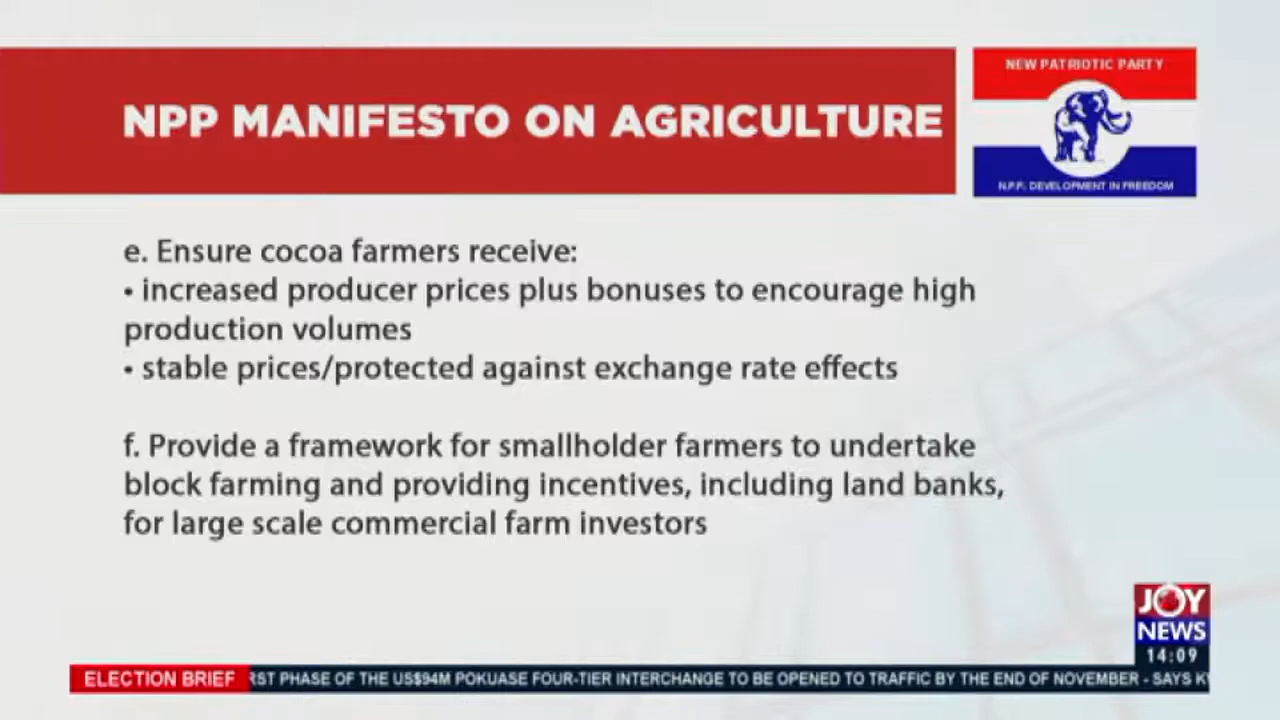 NPP MANIFESTO ON AGRICULTURE
NEW PATRIOTIC PARTY
N.P.P. DEVELOPMENT IN FREEDOM
e. Ensure cocoa farmers receive:
• increased producer prices plus bonuses to encourage high
production volumes
• stable prices/protected against exchange rate effects
f. Provide a framework for smallholder farmers to undertake
block farming and providing incentives, including land banks,
for large scale commercial farm investors
JOY
NEWS
14:09
ELECTION BRIEF
RST PHASE OF THE US$94M POKUASE FOUR-TIER INTERCHANGE TO BE OPENED TO TRAFFIC BY THE END OF NOVEMBER - SAYS